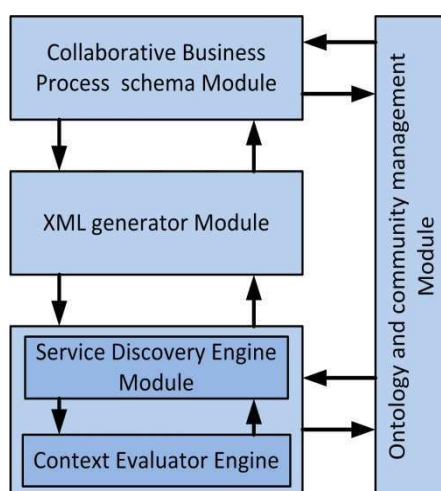 Collaborative Business
Process schema Module
XML generator Module
Service Discovery Engine
Module
Context Evaluator Engine
Ontology and community management
Module